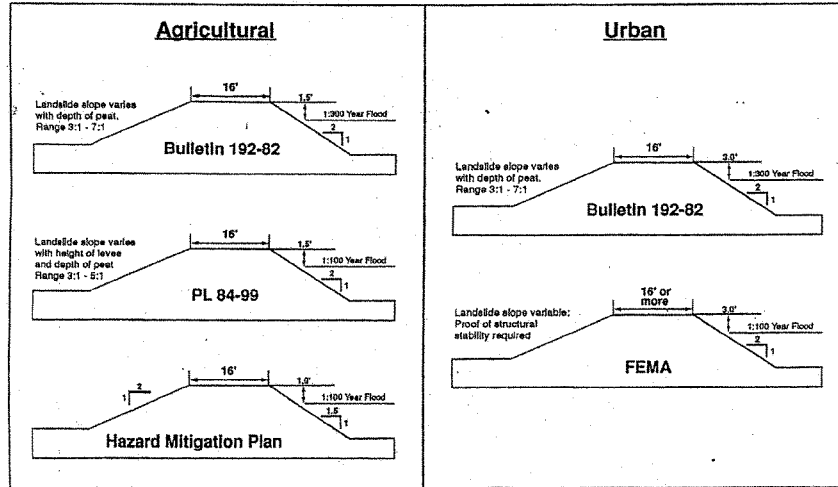 Agricultural
16'
1.5'
Landslide slope varies
with depth of peat.
Range 3:1 - 7:1
1:300 Year Flood
2
1
Bulletin 192-82
16'
1.5'
Landslide slope varies
with height of levee
and depth of peat
Range 3:1 - 5:1
1:100 Year Flood
2
1
PL 84-99
16'
1.0'
2
1
1:100 Year Flood
1.5
1
Hazard Mitigation Plan
Urban
16'
3.0'
Landslide slope varies
with depth of peat.
Range 3:1 - 7:1
1:300 Year Flood
2
1
Bulletin 192-82
16' or
more
3.0'
Landslide slope variable;
Proof of structural
stability required
1:100 Year Flood
2
1
FEMA